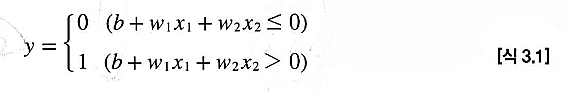 y = { 0 (b + w₁x₁ + w₂x₂ ≤ 0)
1 (b + w₁x₁ + w₂x₂ > 0)
[식 3.1]